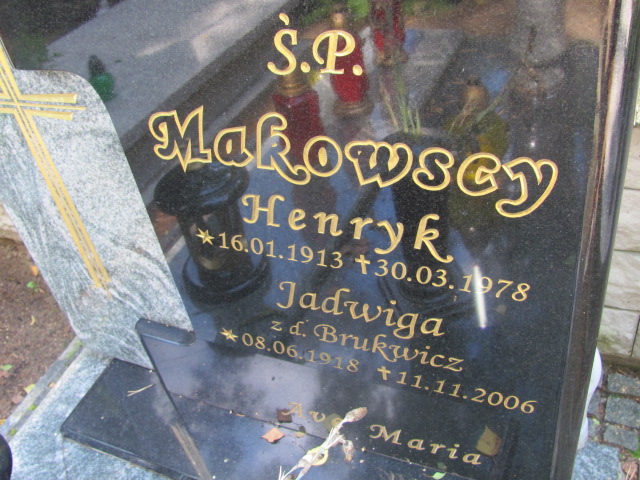 Ś.P.
Makowscy
Henryk
*16.01.1913 ✝30.03.1978
Jadwiga
z d. Brukwicz
*08.06.1918 ✝11.11.2006
Ave Maria